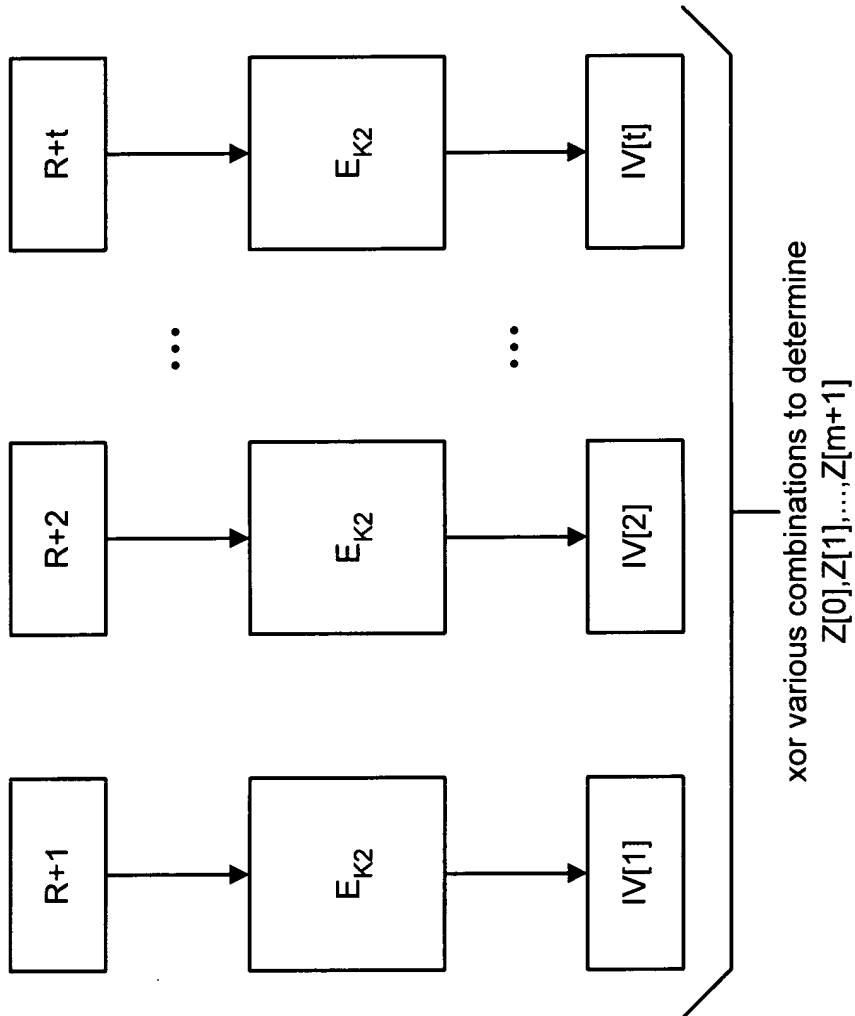 R+1
R+2
...
R+t
E_K2
E_K2
E_K2
...
IV[1]
IV[2]
IV[t]
xor various combinations to determine
Z[0],Z[1],...,Z[m+1]